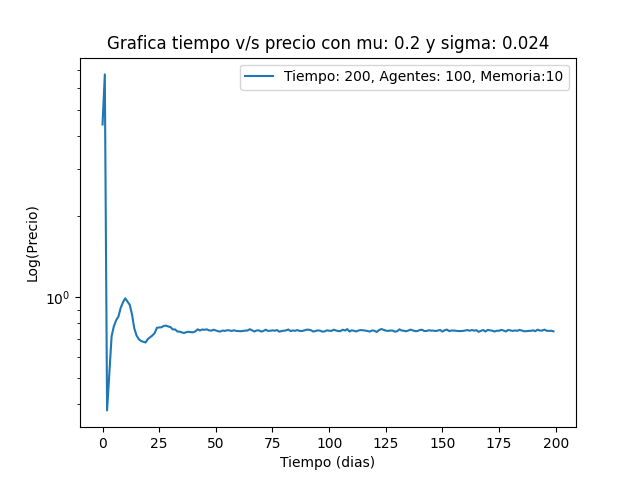 Grafica tiempo v/s precio con mu: 0.2 y sigma: 0.024
Tiempo: 200, Agentes: 100, Memoria:10
Log(Precio)
10⁰
0 25 50 75 100 125 150 175 200
Tiempo (dias)